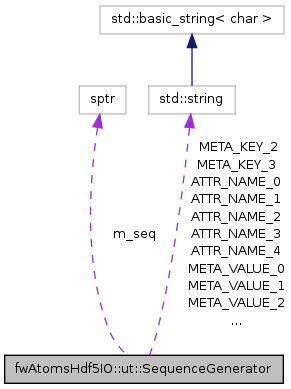 std::basic_string< char >
sptr
std::string
META_KEY_2
META_KEY_3
ATTR_NAME_0
ATTR_NAME_1
ATTR_NAME_2
ATTR_NAME_3
ATTR_NAME_4
META_VALUE_0
META_VALUE_1
META_VALUE_2
...
m_seq
fwAtomsHdf5IO::ut::SequenceGenerator